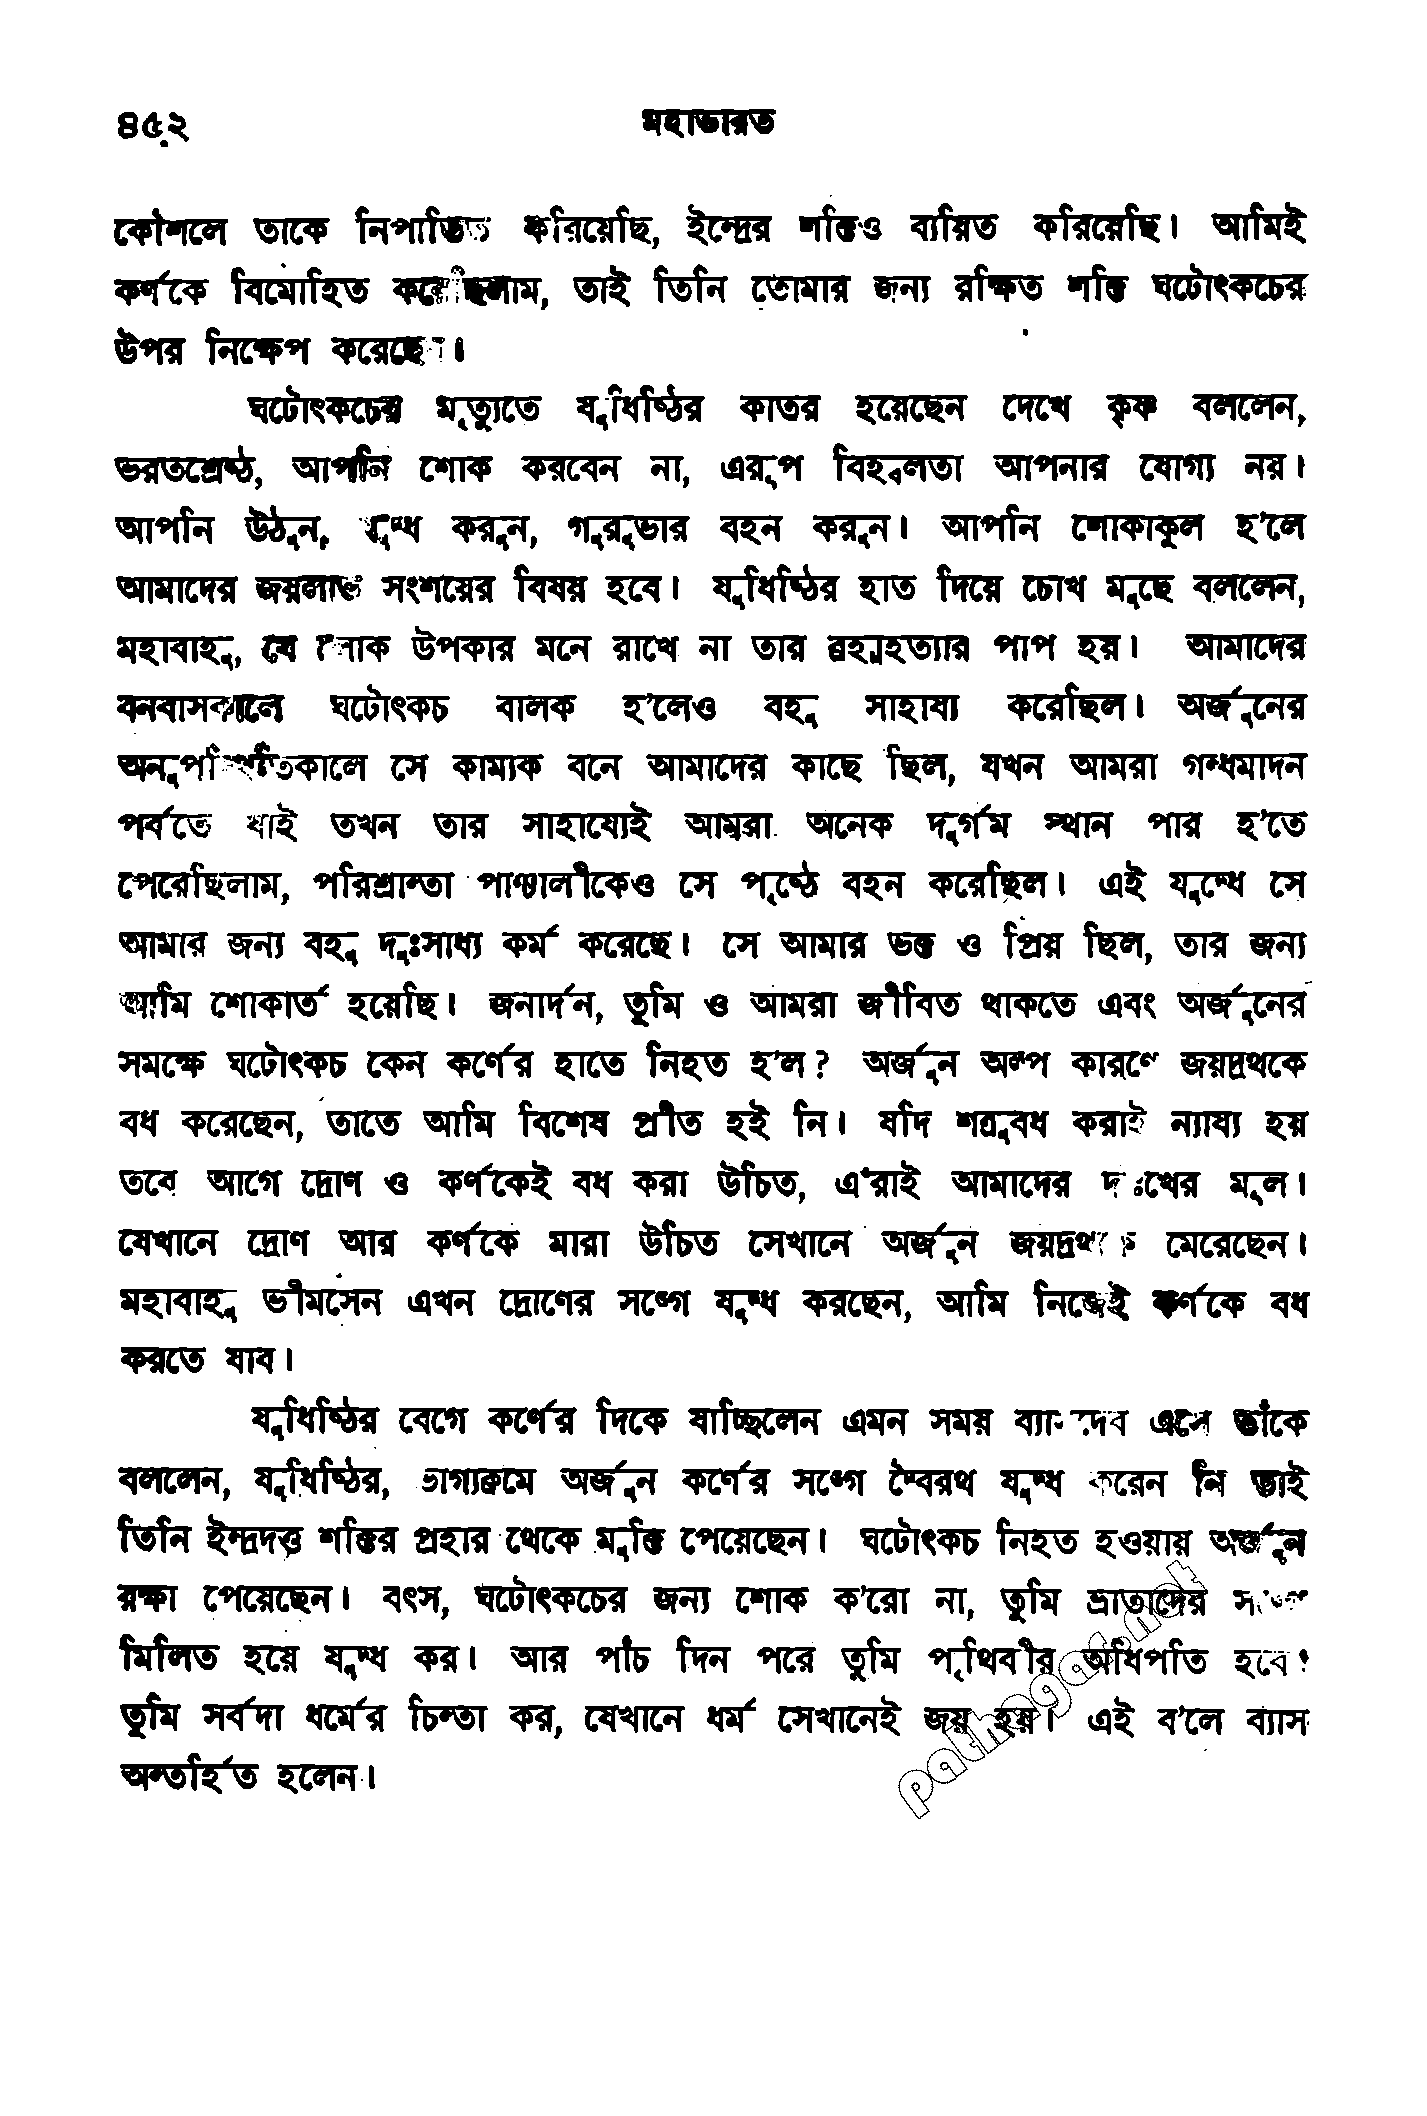 ৪৫২
মহাভারত
কৌশলে তাকে নিপাতিত করিয়েছি, ইন্দ্রের শক্তিও ব্যয়িত করিয়েছি। আমিই
কর্ণকে বিমোহিত করেছিলাম, তাই তিনি তোমার জন্য রক্ষিত শক্তি ঘটোৎকচের
উপর নিক্ষেপ করেছেন।
ঘটোৎকচের মৃত্যুতে যুধিষ্ঠির কাতর হয়েছেন দেখে কৃষ্ণ বললেন,
ভরতশ্রেষ্ঠ, আপনি শোক করবেন না, এরূপ বিহ্বলতা আপনার যোগ্য নয়।
আপনি উঠুন, যুদ্ধ করুন, গুরুভার বহন করুন। আপনি শোকাকুল হ'লে
আমাদের জয়লাভ সংশয়ের বিষয় হবে। যুধিষ্ঠির হাত দিয়ে চোখ মুছে বললেন,
মহাবাহু, যে লোক উপকার মনে রাখে না তার ব্রহ্মহত্যার পাপ হয়। আমাদের
বনবাসকালে ঘটোৎকচ বালক হ'লেও বহু সাহায্য করেছিল। অর্জুনের
অনুপস্থিতিকালে সে কাম্যক বনে আমাদের কাছে ছিল, যখন আমরা গন্ধমাদন
পর্বতে যাই তখন তার সাহায্যেই আমরা অনেক দুর্গম স্থান পার হ'তে
পেরেছিলাম, পরিশ্রান্তা পাঞ্চালীকেও সে পৃষ্ঠে বহন করেছিল। এই যুদ্ধে সে
আমার জন্য বহু দুঃসাধ্য কর্ম করেছে। সে আমার ভক্ত ও প্রিয় ছিল, তার জন্য
আমি শোকার্ত হয়েছি। জনার্দন, তুমি ও আমরা জীবিত থাকতে এবং অর্জুনের
সমক্ষে ঘটোৎকচ কেন কর্ণের হাতে নিহত হ'ল? অর্জুন অল্প কারণে জয়দ্রথকে
বধ করেছেন, তাতে আমি বিশেষ প্রীত হই নি। যদি শত্রুবধ করাই ন্যায্য হয়
তবে আগে দ্রোণ ও কর্ণকেই বধ করা উচিত, এঁরাই আমাদের দুঃখের মূল।
যেখানে দ্রোণ আর কর্ণকে মারা উচিত সেখানে অর্জুন জয়দ্রথকে মেরেছেন।
মহাবাহু ভীমসেন এখন দ্রোণের সঙ্গে যুদ্ধ করছেন, আমি নিজেই কর্ণকে বধ
করতে যাব।
যুধিষ্ঠির বেগে কর্ণের দিকে যাচ্ছিলেন এমন সময় ব্যাসদেব এসে তাঁকে
বললেন, যুধিষ্ঠির, ভাগ্যক্রমে অর্জুন কর্ণের সঙ্গে দ্বৈরথ যুদ্ধ করেন নি তাই
তিনি ইন্দ্রদত্ত শক্তির প্রহার থেকে মুক্তি পেয়েছেন। ঘটোৎকচ নিহত হওয়ায় অর্জুন
রক্ষা পেয়েছেন। বৎস, ঘটোৎকচের জন্য শোক ক'রো না, তুমি ভ্রাতাদের সঙ্গে
মিলিত হয়ে যুদ্ধ কর। আর পাঁচ দিন পরে তুমি পৃথিবীর অধিপতি হবে।
তুমি সর্বদা ধর্মের চিন্তা কর, যেখানে ধর্ম সেখানেই জয় হয়। এই ব'লে ব্যাস
অন্তর্হিত হলেন।
pathagar.net